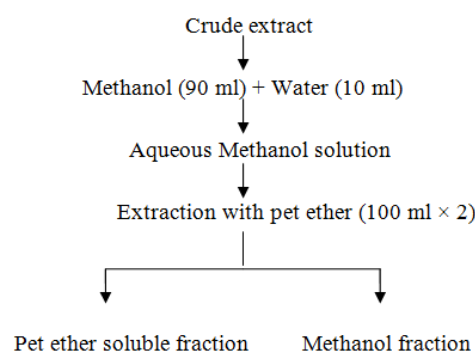 Crude extract
Methanol (90 ml) + Water (10 ml)
Aqueous Methanol solution
Extraction with pet ether (100 ml × 2)
Pet ether soluble fraction Methanol fraction